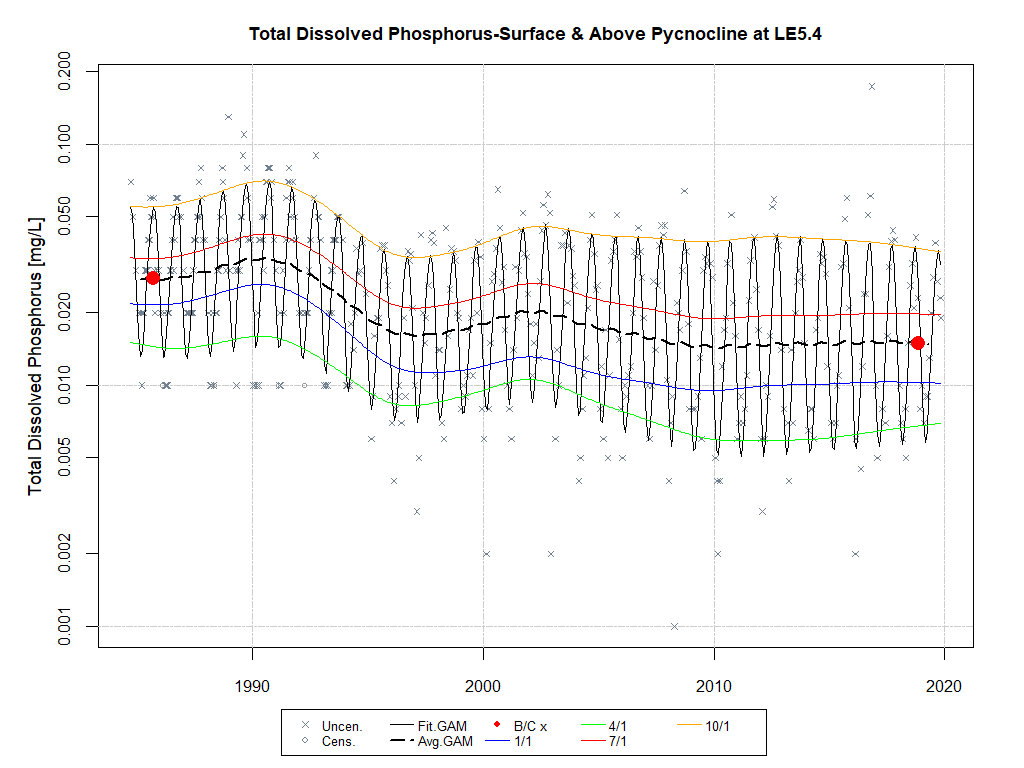 Total Dissolved Phosphorus-Surface & Above Pycnocline at LE5.4
Total Dissolved Phosphorus [mg/L]
0.200
0.100
0.050
0.020
0.010
0.005
0.002
0.001
1990 2000 2010 2020
Uncen. Fit.GAM B/C x 4/1 10/1
Cens. Avg.GAM 1/1 7/1